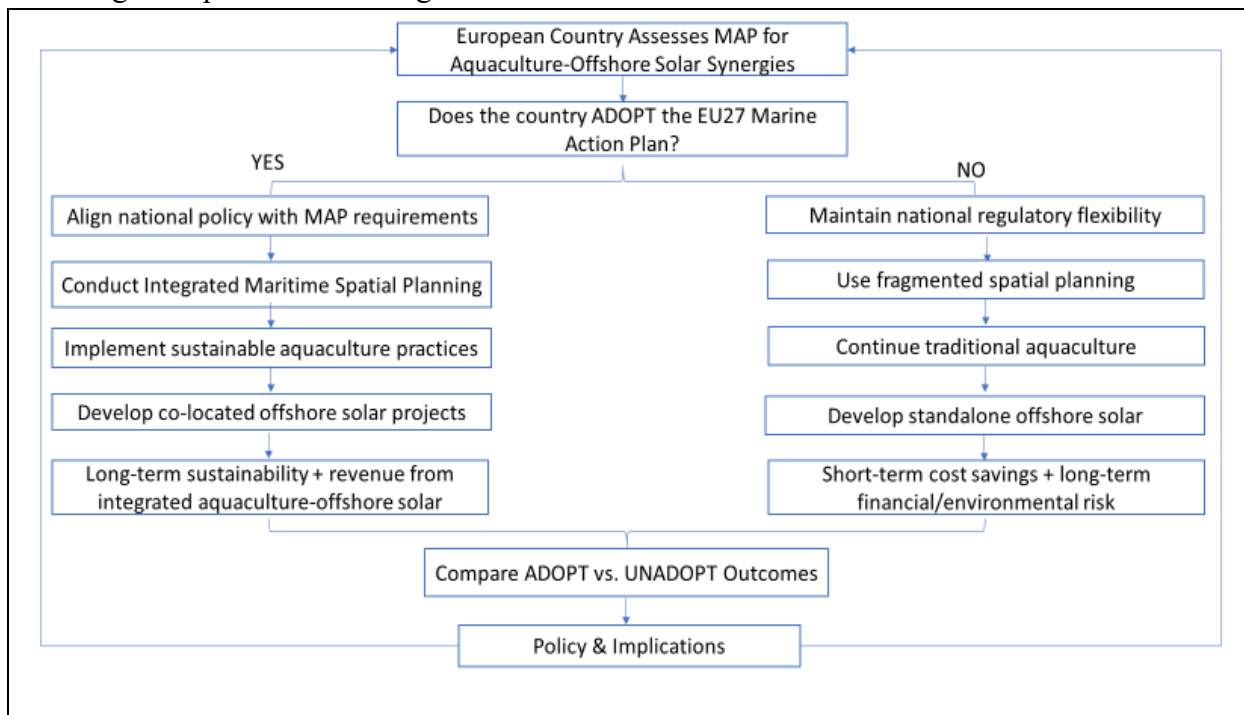 European Country Assesses MAP for
Aquaculture-Offshore Solar Synergies
Does the country ADOPT the EU27 Marine
Action Plan?
YES
NO
Align national policy with MAP requirements
Maintain national regulatory flexibility
Conduct Integrated Maritime Spatial Planning
Use fragmented spatial planning
Implement sustainable aquaculture practices
Continue traditional aquaculture
Develop co-located offshore solar projects
Develop standalone offshore solar
Long-term sustainability + revenue from
integrated aquaculture-offshore solar
Short-term cost savings + long-term
financial/environmental risk
Compare ADOPT vs. UNADOPT Outcomes
Policy & Implications